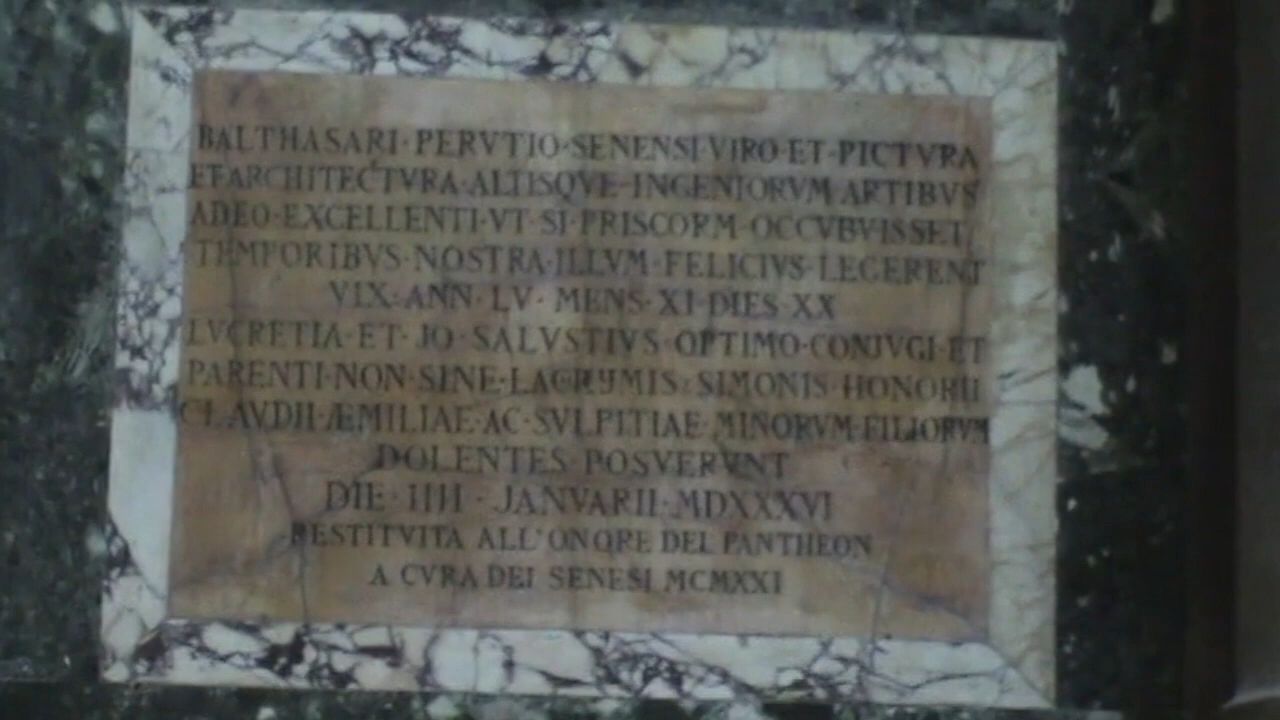 BALTHASARI·PERVTIO·SENENSI·VIRO·ET·PICTVRA
ET·ARCHITECTVRA·ALIISQVE·INGENIORVM·ARTIBVS
ADEO·EXCELLENTI·VT·SI·PRISCORM·OCCVBVISSET
TEMPORIBVS·NOSTRA·ILLVM·FELICIVS·LEGERENT
VIX·ANN·LV·MENS·XI·DIES·XX
LVCRETIA·ET·JO·SALVSTIVS·OPTIMO·CONJVGI·ET
PARENTI·NON·SINE·LACRYMIS·SIMONIS·HONORII
CLAVDII·ÆMILIAE·AC·SVLPITIAE·MINORVM·FILIORVM
DOLENTES POSVERVNT
DIE·IIII·JANVARII·MDXXXVI
RESTITVITA ALL'ONORE DEL PANTHEON
A CVRA DEI SENESI MCMXXI